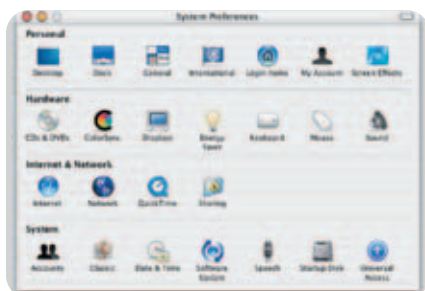 System Preferences
Personal
Desktop Dock General International Login Items My Account Screen Effects
Hardware
CDs & DVDs ColorSync Displays Energy Saver Keyboard Mouse Sound
Internet & Network
Internet Network QuickTime Sharing
System
Accounts Classic Date & Time Software Update Speech Startup Disk Universal Access